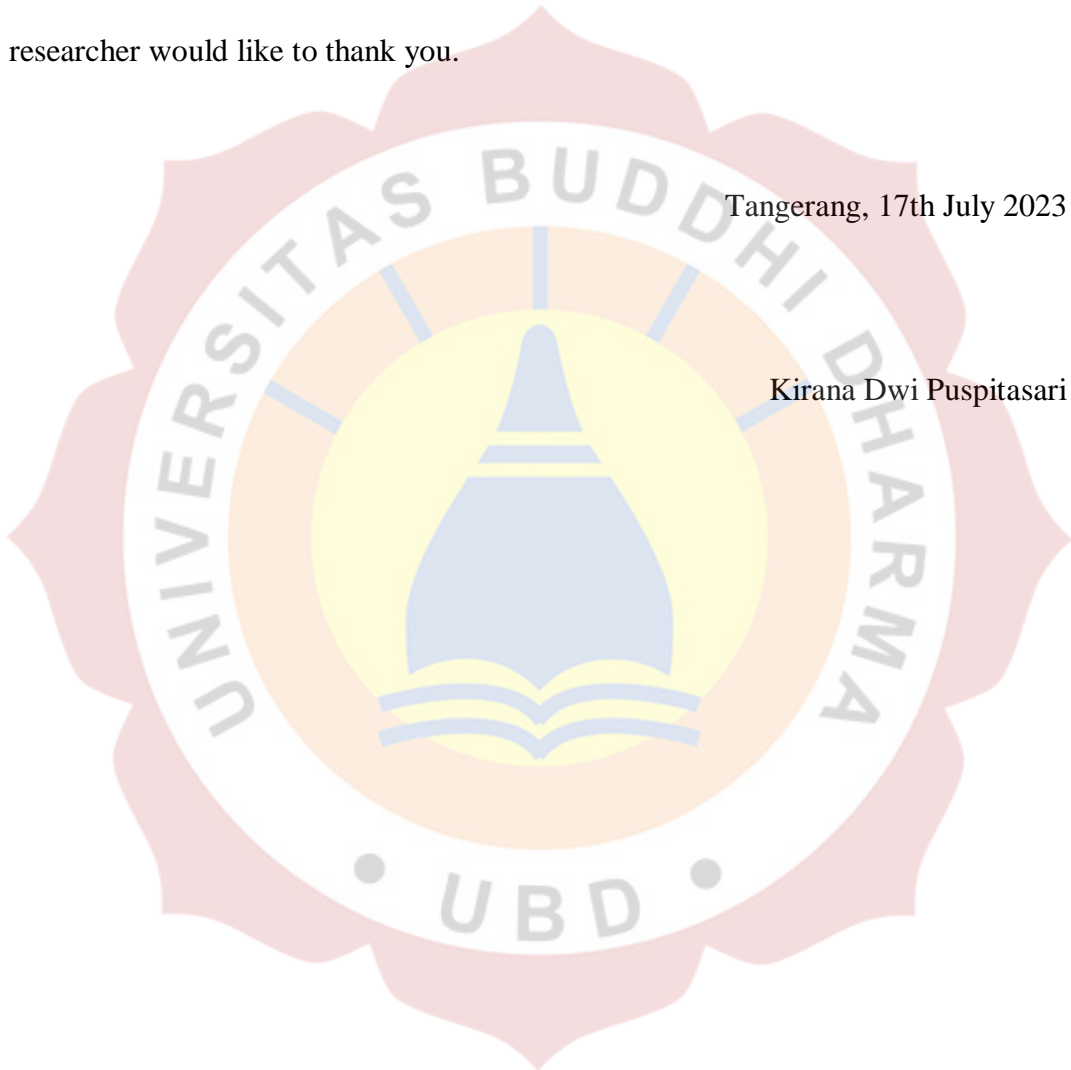 researcher would like to thank you.
Tangerang, 17th July 2023
Kirana Dwi Puspitasari
UNIVERSITAS BUDDHI DHARMA
• UBD •